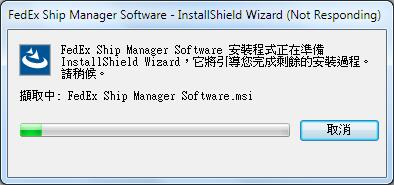 FedEx Ship Manager Software - InstallShield Wizard (Not Responding)
FedEx Ship Manager Software 安裝程式正在準備
InstallShield Wizard，它將引導您完成剩餘的安裝過程。
請稍候。
擷取中: FedEx Ship Manager Software.msi
取消